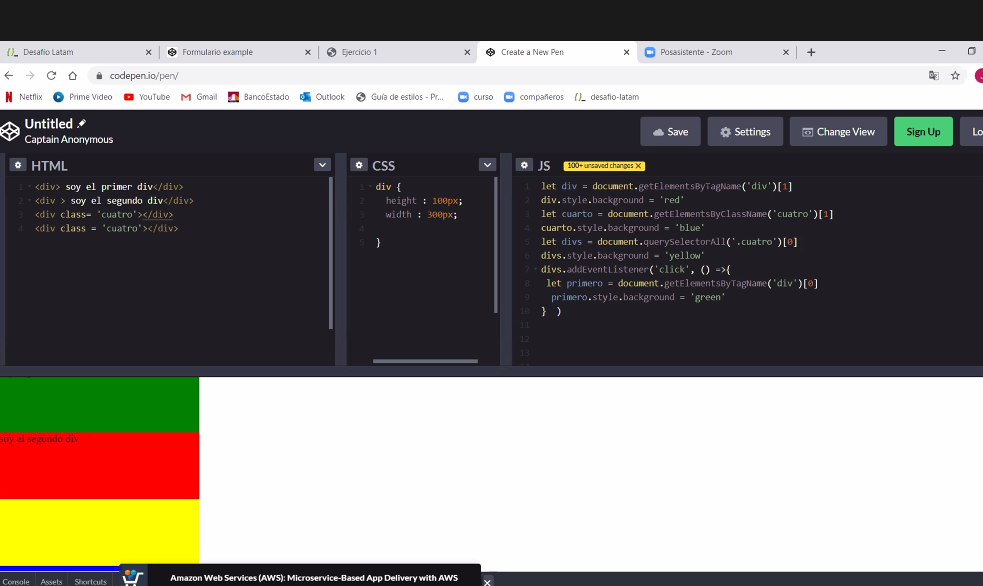 Desafío Latam
Formulario example
Ejercicio 1
Create a New Pen
Posasistente - Zoom
codepen.io/pen/
Netflix
Prime Video
YouTube
Gmail
BancoEstado
Outlook
Guía de estilos - Pr...
curso
compañeros
desafio-latam
Untitled
Captain Anonymous
Save
Settings
Change View
Sign Up
Lo
HTML
1 <div> soy el primer div</div>
2 <div > soy el segundo div</div>
3 <div class= 'cuatro'></div>
4 <div class = 'cuatro'></div>
CSS
1 div {
2 height : 100px;
3 width : 300px;
4
5 }
JS
100+ unsaved changes X
1 let div = document.getElementsByTagName('div')[1]
2 div.style.background = 'red'
3 let cuarto = document.getElementsByClassName('cuatro')[1]
4 cuarto.style.background = 'blue'
5 let divs = document.querySelectorAll('.cuatro')[0]
6 divs.style.background = 'yellow'
7 divs.addEventListener('click', () =>{
8 let primero = document.getElementsByTagName('div')[0]
9 primero.style.background = 'green'
10 } )
11
12
13
soy el segundo div
Console
Assets
Shortcuts
Amazon Web Services (AWS): Microservice-Based App Delivery with AWS